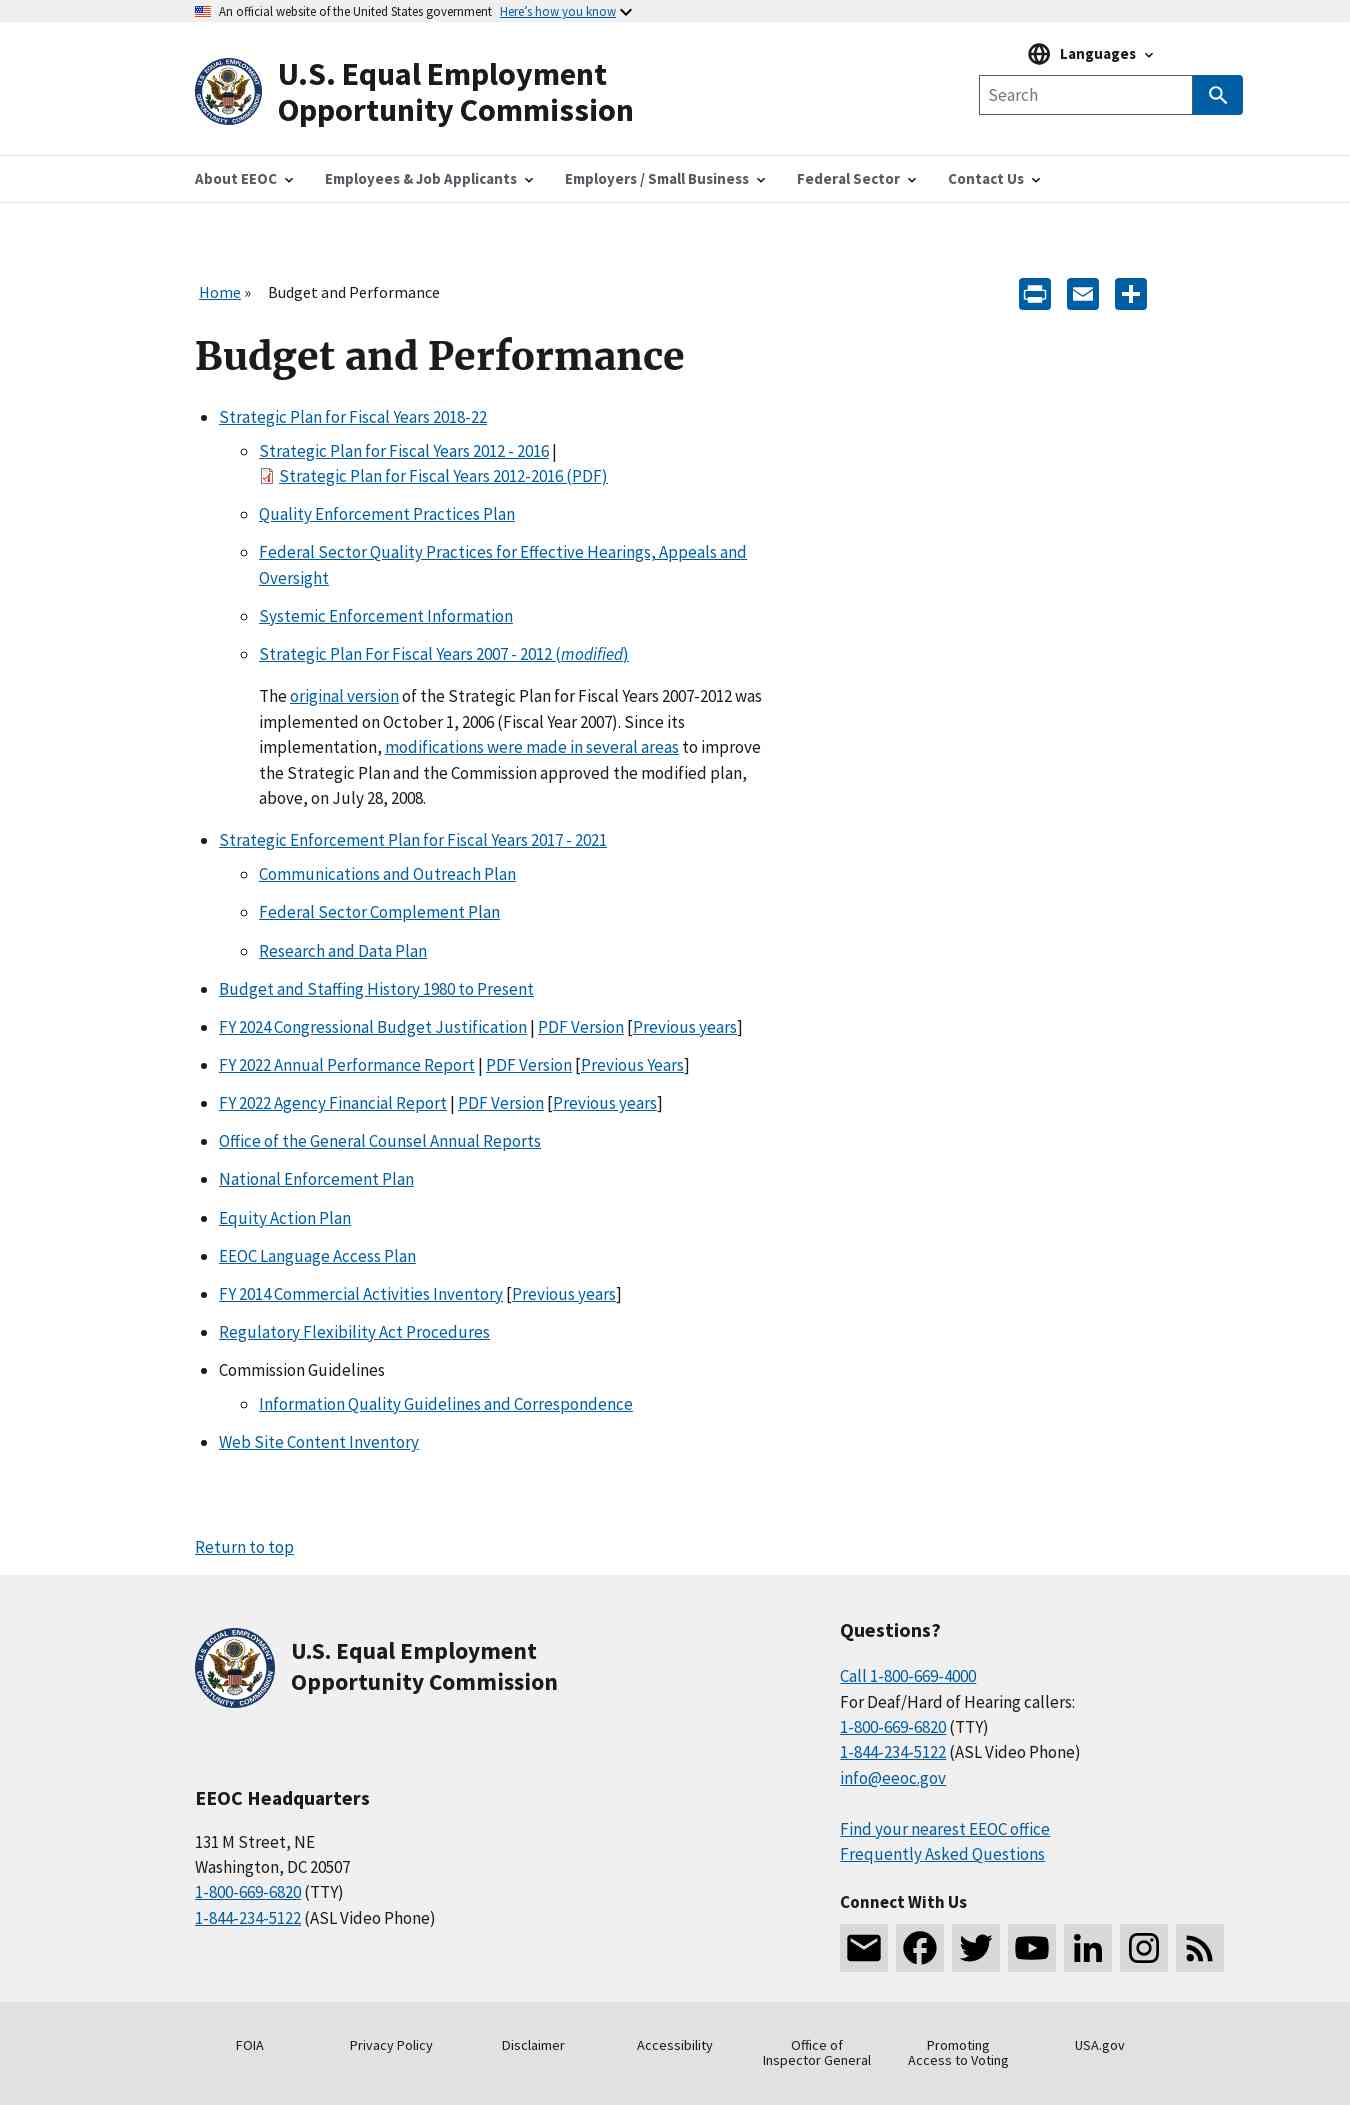 An official website of the United States government Here’s how you know
Languages
U.S. Equal Employment
Opportunity Commission
Search
About EEOC Employees & Job Applicants Employers / Small Business Federal Sector Contact Us
Home » Budget and Performance
Budget and Performance
Strategic Plan for Fiscal Years 2018-22
Strategic Plan for Fiscal Years 2012 - 2016 |
Strategic Plan for Fiscal Years 2012-2016 (PDF)
Quality Enforcement Practices Plan
Federal Sector Quality Practices for Effective Hearings, Appeals and
Oversight
Systemic Enforcement Information
Strategic Plan For Fiscal Years 2007 - 2012 (modified)
The original version of the Strategic Plan for Fiscal Years 2007-2012 was
implemented on October 1, 2006 (Fiscal Year 2007). Since its
implementation, modifications were made in several areas to improve
the Strategic Plan and the Commission approved the modified plan,
above, on July 28, 2008.
Strategic Enforcement Plan for Fiscal Years 2017 - 2021
Communications and Outreach Plan
Federal Sector Complement Plan
Research and Data Plan
Budget and Staffing History 1980 to Present
FY 2024 Congressional Budget Justification | PDF Version [Previous years]
FY 2022 Annual Performance Report | PDF Version [Previous Years]
FY 2022 Agency Financial Report | PDF Version [Previous years]
Office of the General Counsel Annual Reports
National Enforcement Plan
Equity Action Plan
EEOC Language Access Plan
FY 2014 Commercial Activities Inventory [Previous years]
Regulatory Flexibility Act Procedures
Commission Guidelines
Information Quality Guidelines and Correspondence
Web Site Content Inventory
Return to top
U.S. Equal Employment
Opportunity Commission
EEOC Headquarters
131 M Street, NE
Washington, DC 20507
1-800-669-6820 (TTY)
1-844-234-5122 (ASL Video Phone)
Questions?
Call 1-800-669-4000
For Deaf/Hard of Hearing callers:
1-800-669-6820 (TTY)
1-844-234-5122 (ASL Video Phone)
info@eeoc.gov
Find your nearest EEOC office
Frequently Asked Questions
Connect With Us
FOIA Privacy Policy Disclaimer Accessibility Office of Promoting USA.gov
Inspector General Access to Voting